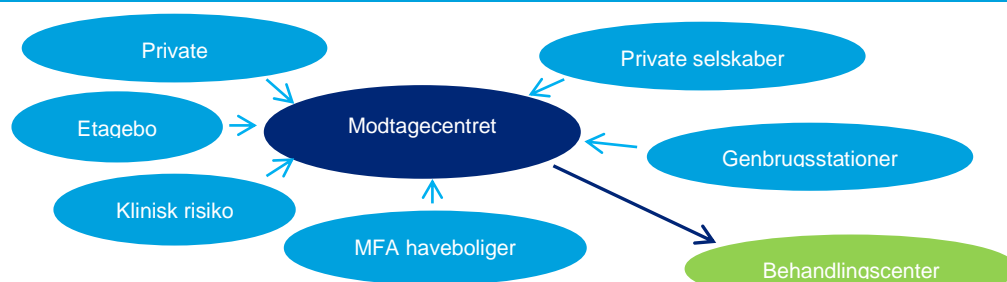 Private
Private selskaber
Etagebo
Modtagecentret
Genbrugsstationer
Klinisk risiko
MFA haveboliger
Behandlingscenter